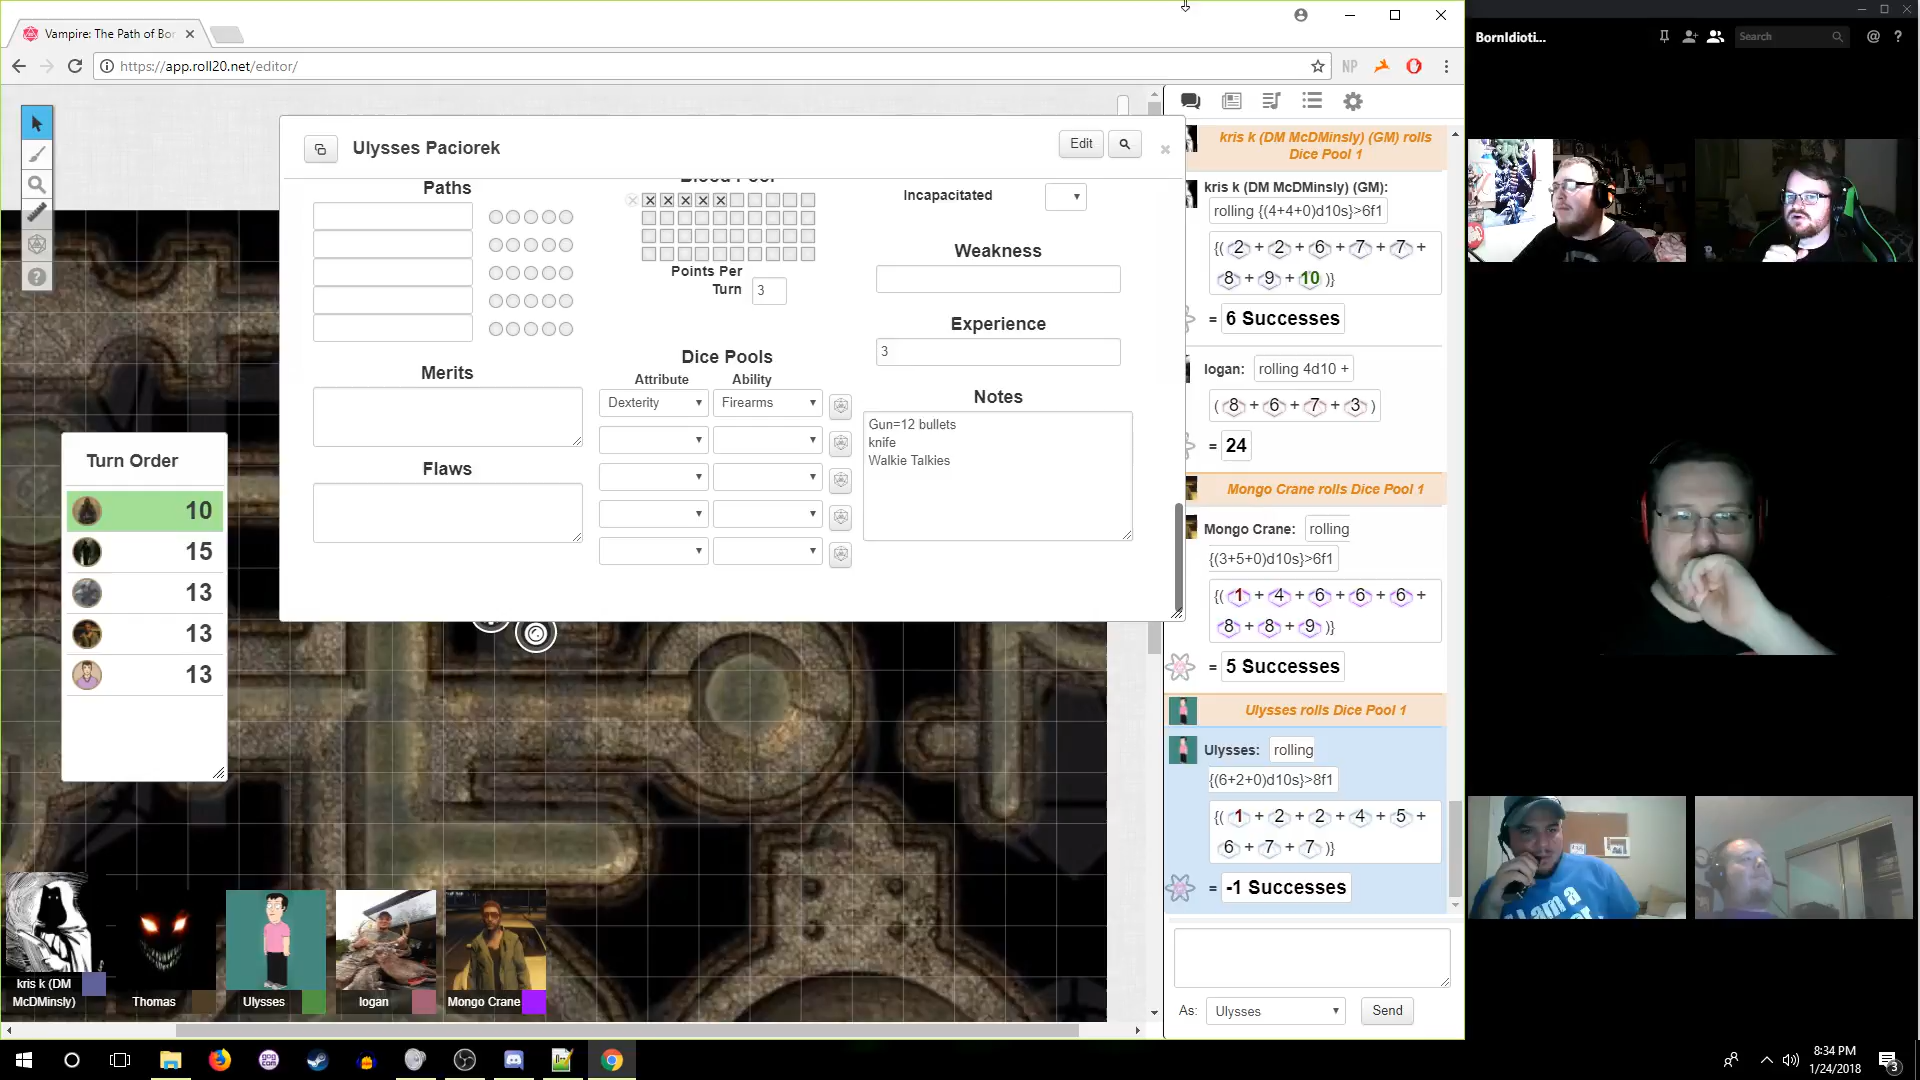 Vampire: The Path of Bor
https://app.roll20.net/editor/
NP
BornIdioti...
Search
Ulysses Paciorek
Edit
Paths
Points Per
Turn
3
Incapacitated
Weakness
Experience
3
Merits
Flaws
Dice Pools
Attribute
Ability
Dexterity
Firearms
Notes
Gun=12 bullets
knife
Walkie Talkies
Turn Order
10
15
13
13
13
kris k (DM McDMinsly) (GM) rolls
Dice Pool 1
kris k (DM McDMinsly) (GM):
rolling {(4+4+0)d10s}>6f1
{( 2 + 2 + 6 + 7 + 7 +
8 + 9 + 10 )}
= 6 Successes
logan: rolling 4d10 +
( 8 + 6 + 7 + 3 )
= 24
Mongo Crane rolls Dice Pool 1
Mongo Crane: rolling
{(3+5+0)d10s}>6f1
{( 1 + 4 + 6 + 6 + 6 +
8 + 8 + 9 )}
= 5 Successes
Ulysses rolls Dice Pool 1
Ulysses: rolling
{(6+2+0)d10s}>8f1
{( 1 + 2 + 2 + 4 + 5 +
6 + 7 + 7 )}
= -1 Successes
As: Ulysses
Send
kris k (DM
McDMinsly)
Thomas
Ulysses
logan
Mongo Crane
I am a
8:34 PM
1/24/2018
3